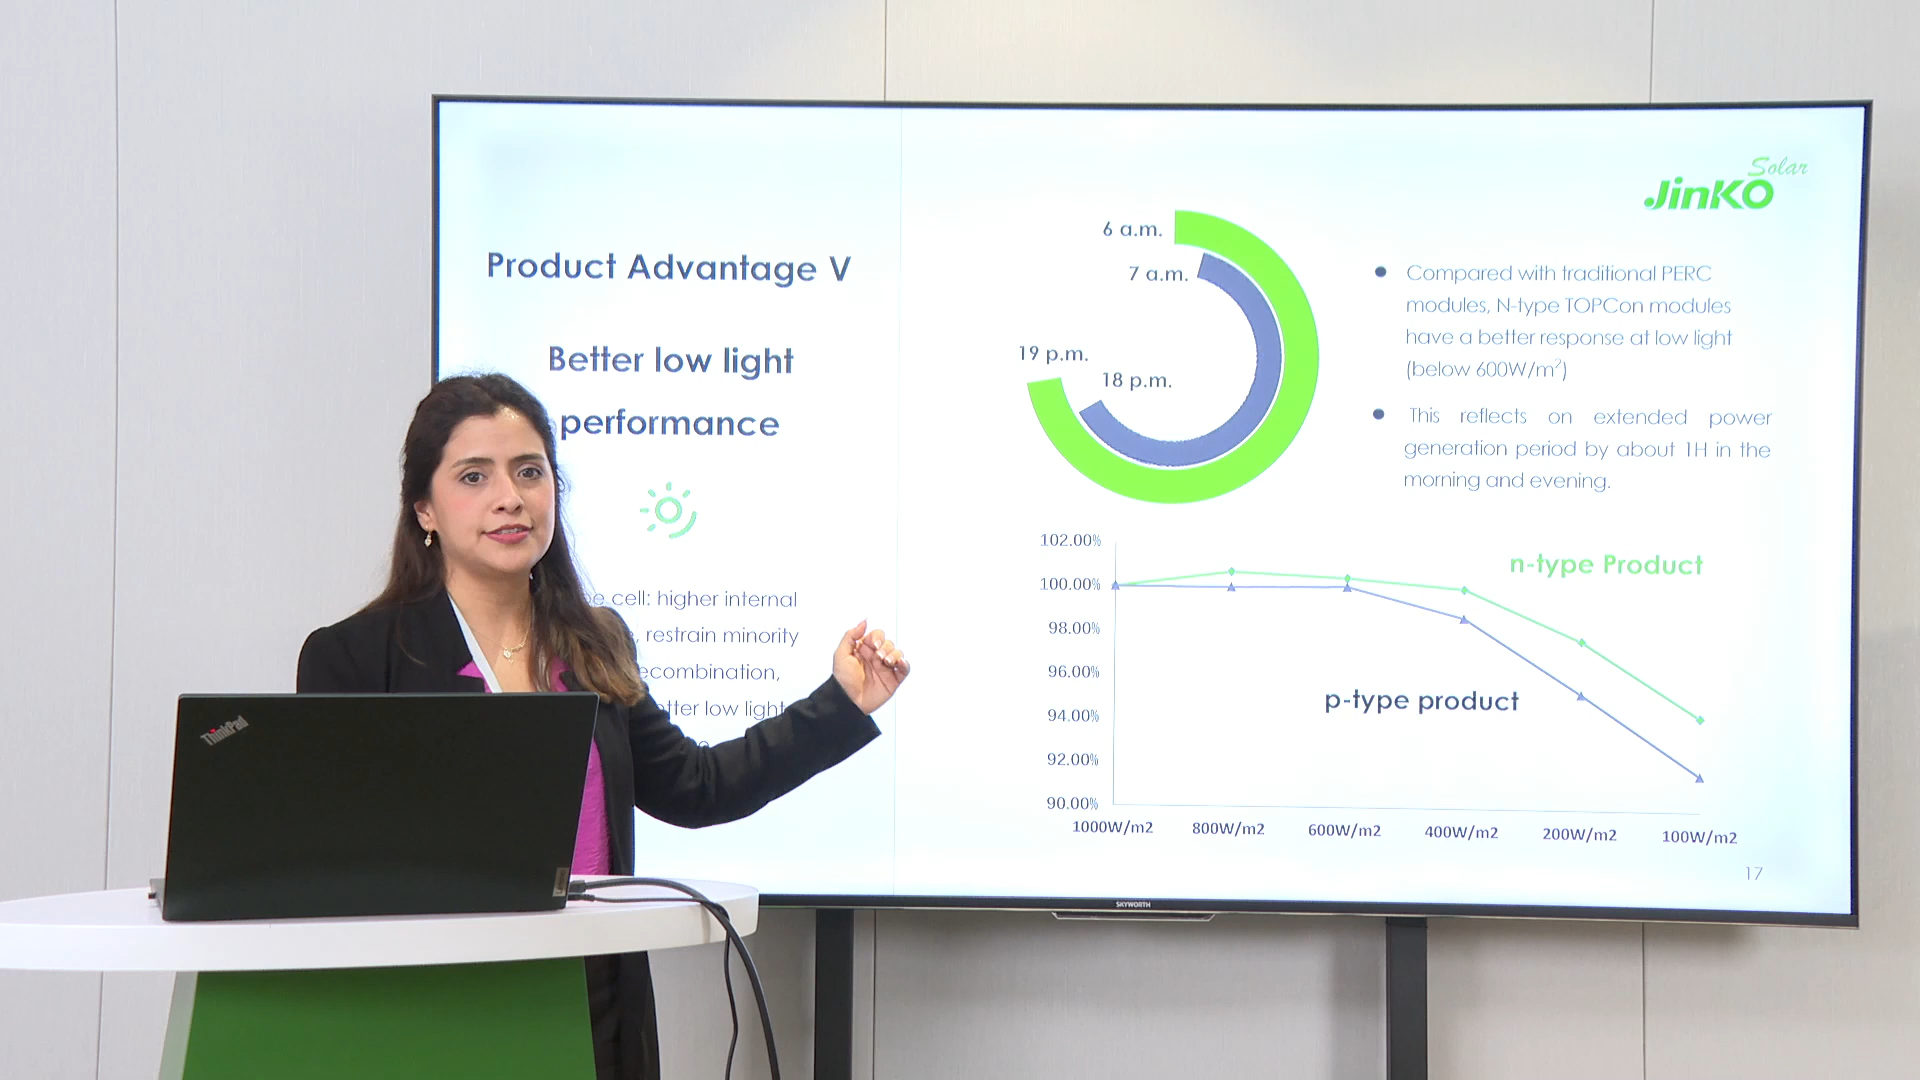 Solar
JinKO
Product Advantage V
Better low light
performance
cell: higher internal
restrain minority
better low light
6 a.m.
7 a.m.
19 p.m.
18 p.m.
Compared with traditional PERC
modules, N-type TOPCon modules
have a better response at low light
(below 600W/m²)
This reflects on extended power
generation period by about 1H in the
morning and evening.
102.00%
100.00%
98.00%
96.00%
94.00%
92.00%
90.00%
n-type Product
p-type product
1000W/m2 800W/m2 600W/m2 400W/m2 200W/m2 100W/m2
17
SKYWORTH
ThinkPad